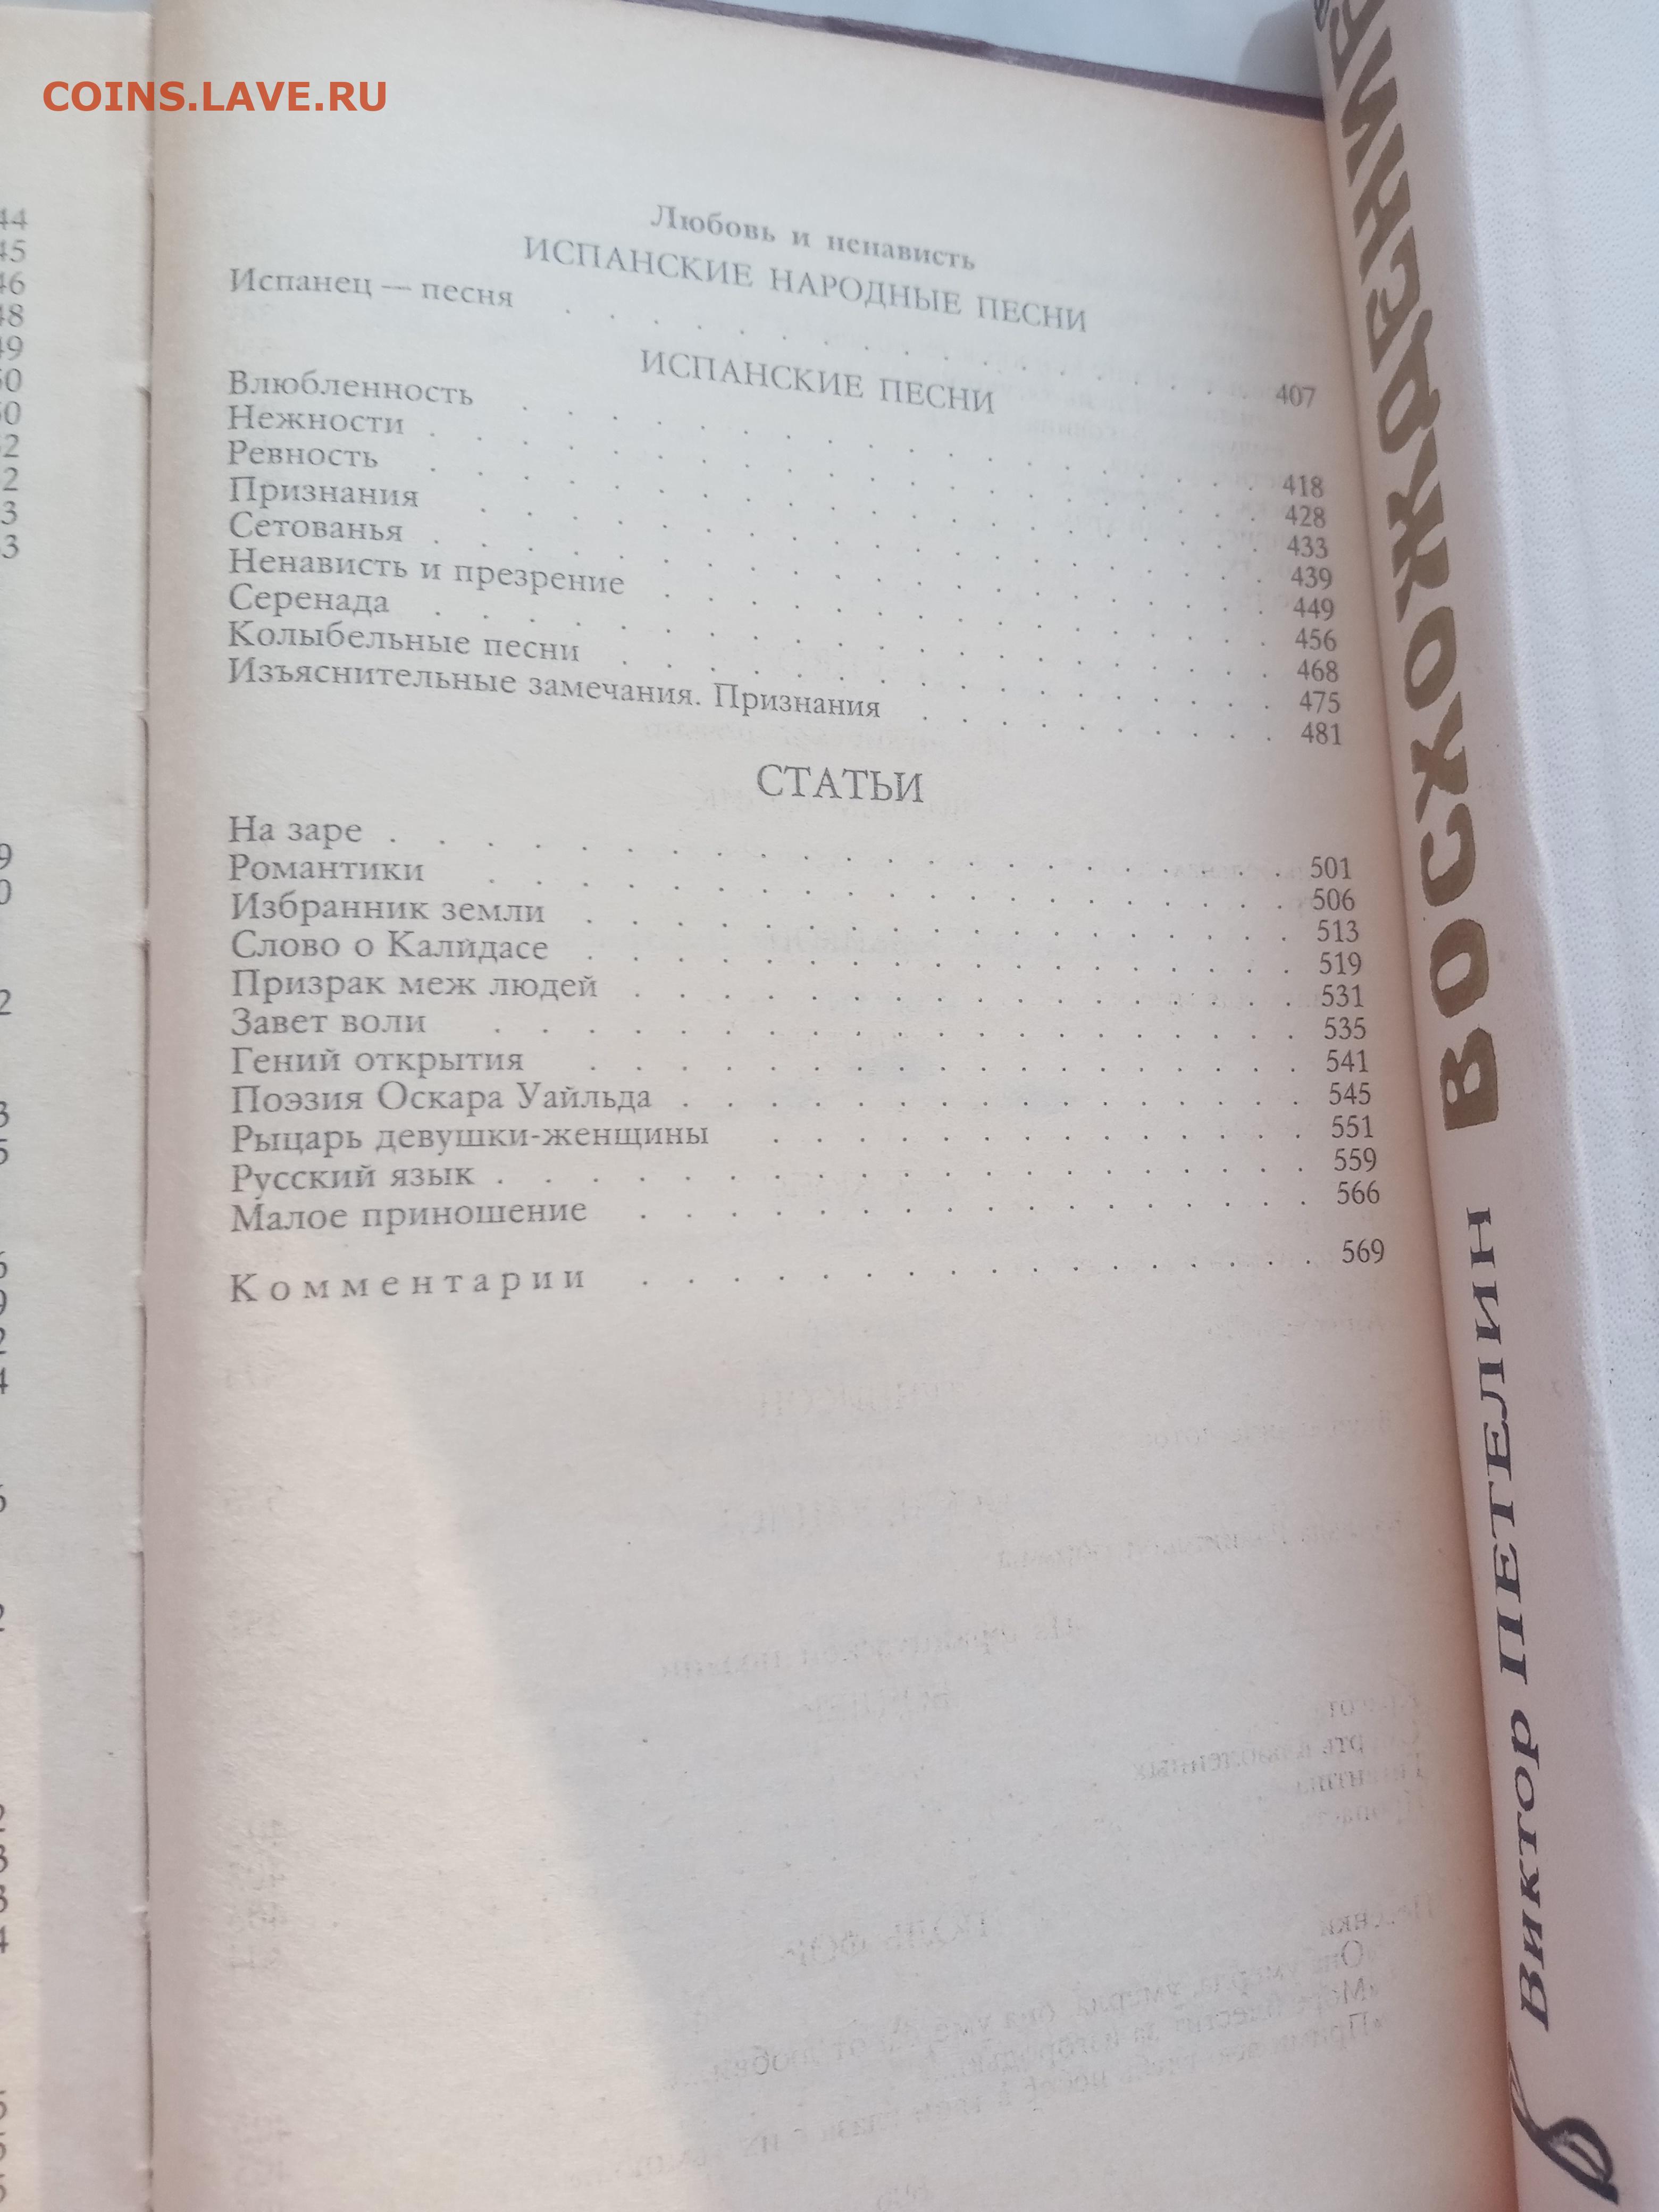 COINS.LAVE.RU
Любовь и ненависть
ИСПАНСКИЕ НАРОДНЫЕ ПЕСНИ
Испанец — песня . . . . . . . . . . . . . . . 407
ИСПАНСКИЕ ПЕСНИ
Влюбленность . . . . . . . . . . . . . . . 418
Нежности . . . . . . . . . . . . . . . 428
Ревность . . . . . . . . . . . . . . . 433
Признания . . . . . . . . . . . . . . . 439
Сетованья . . . . . . . . . . . . . . . 449
Ненависть и презрение . . . . . . . . . . . . 456
Серенада . . . . . . . . . . . . . . . 468
Колыбельные песни . . . . . . . . . . . . . 475
Изъяснительные замечания. Признания . . . . . . . . 481
СТАТЬИ
На заре . . . . . . . . . . . . . . . 501
Романтики . . . . . . . . . . . . . . . 506
Избранник земли . . . . . . . . . . . . . . 513
Слово о Калидасе . . . . . . . . . . . . . . 519
Призрак меж людей . . . . . . . . . . . . . 531
Завет воли . . . . . . . . . . . . . . . 535
Гений открытия . . . . . . . . . . . . . . 541
Поэзия Оскара Уайльда . . . . . . . . . . . . 545
Рыцарь девушки-женщины . . . . . . . . . . . 551
Русский язык . . . . . . . . . . . . . . . 559
Малое приношение . . . . . . . . . . . . . 566
Комментарии . . . . . . . . . . . . . 569
Виктор ПЕТЕЛИН ВОСХОЖДЕНИЕ